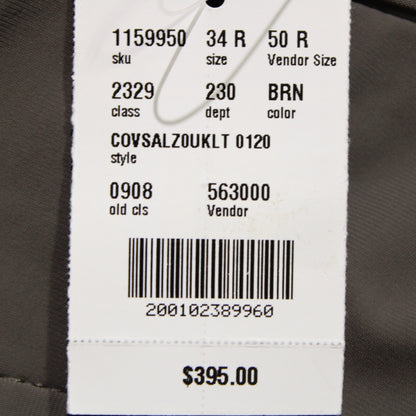 1159950 34 R 50 R
sku size Vendor Size
2329 230 BRN
class dept color
COVSALZOUKLT 0120
style
0908 563000
old cls Vendor
200102389960
$395.00